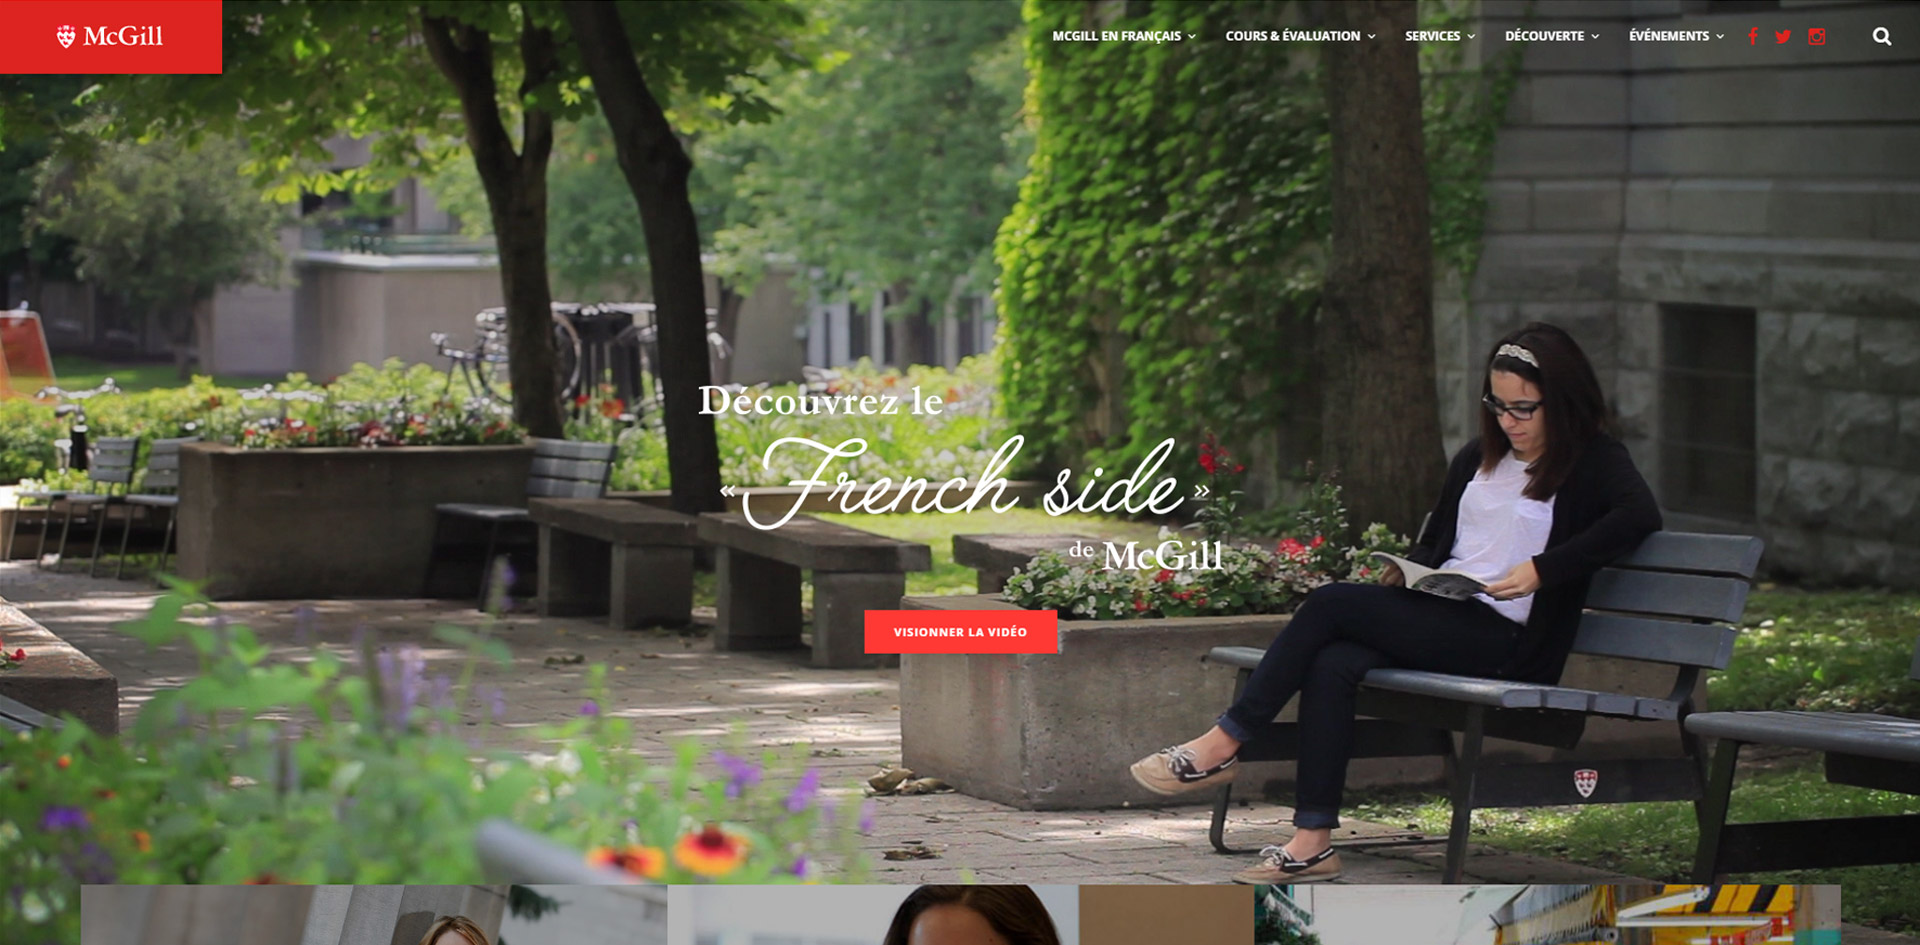 McGill
MCGILL EN FRANÇAIS
COURS & ÉVALUATION
SERVICES
DÉCOUVERTE
ÉVÉNEMENTS
Découvrez le
« French side »
de McGill
VISIONNER LA VIDÉO